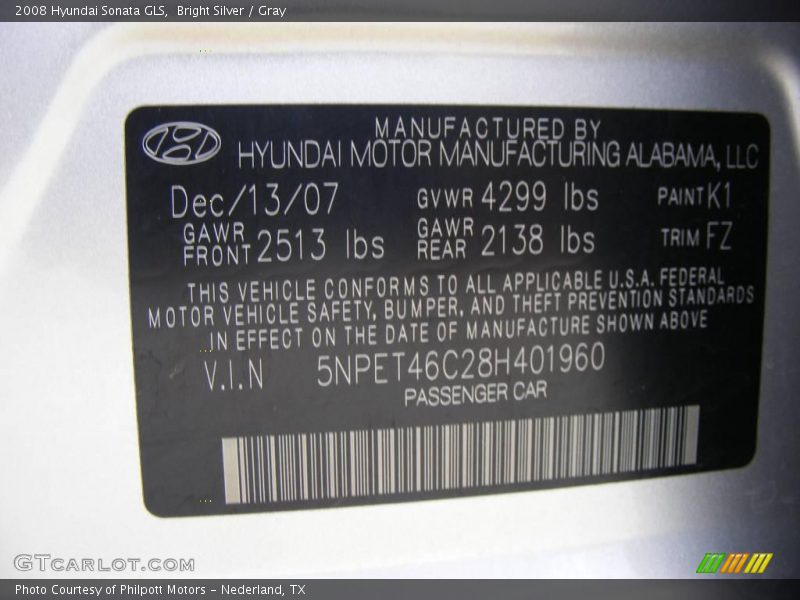 2008 Hyundai Sonata GLS, Bright Silver / Gray
MANUFACTURED BY
HYUNDAI MOTOR MANUFACTURING ALABAMA, LLC
Dec/13/07 GVWR 4299 lbs PAINT K1
GAWR FRONT 2513 lbs GAWR REAR 2138 lbs TRIM FZ
THIS VEHICLE CONFORMS TO ALL APPLICABLE U.S.A. FEDERAL
MOTOR VEHICLE SAFETY, BUMPER, AND THEFT PREVENTION STANDARDS
IN EFFECT ON THE DATE OF MANUFACTURE SHOWN ABOVE
V.I.N 5NPET46C28H401960
PASSENGER CAR
GTCARLOT.COM
Photo Courtesy of Philpott Motors - Nederland, TX